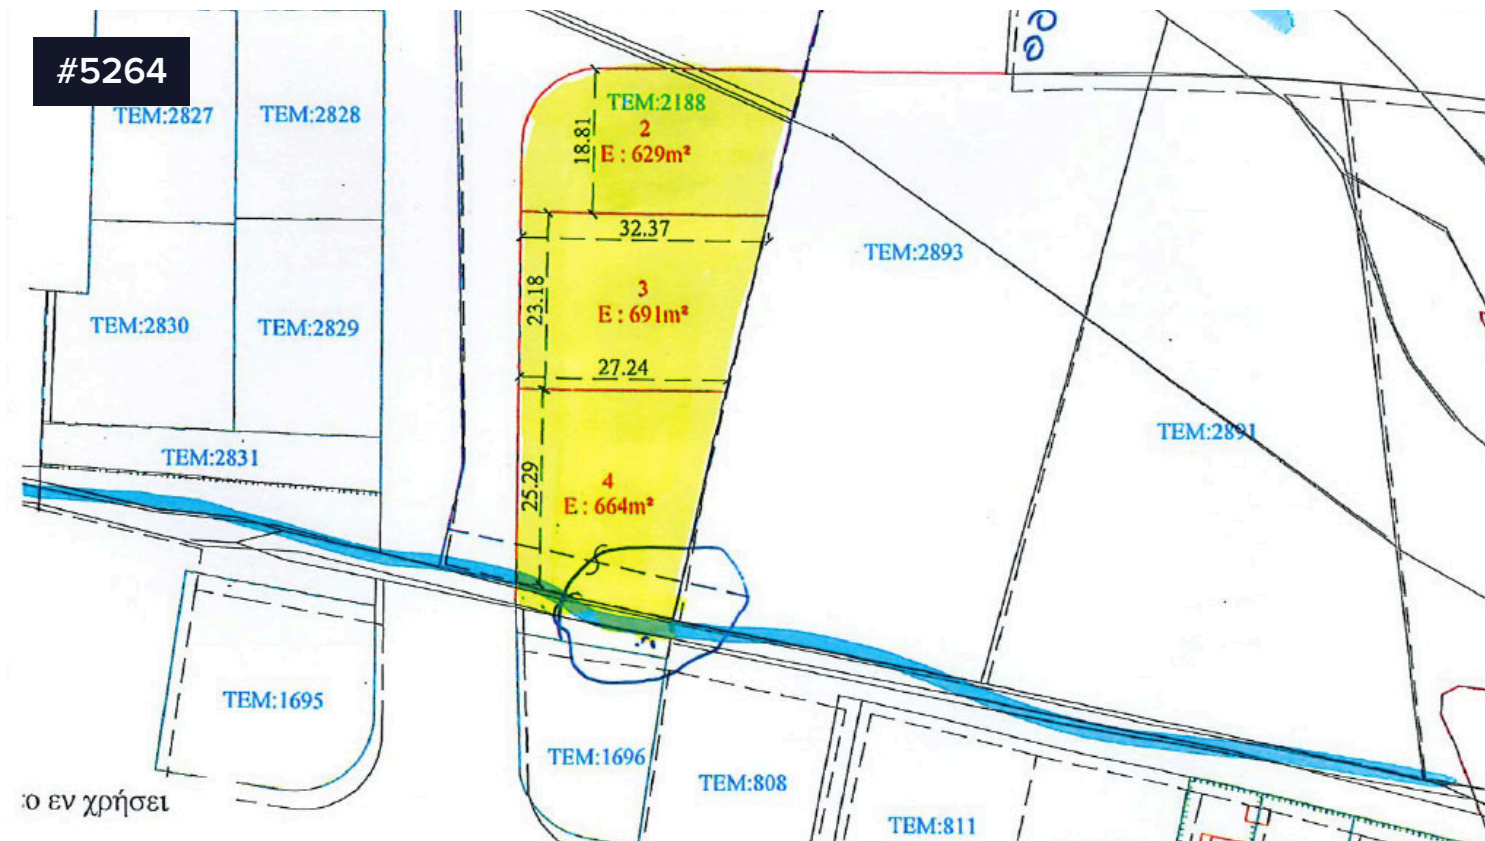 #5264
TEM:2827
TEM:2828
TEM:2188
2
E : 629m²
18.81
32.37
TEM:2893
3
E : 691m²
23.18
TEM:2830
TEM:2829
27.24
TEM:2891
TEM:2831
4
E : 664m²
25.29
TEM:1695
TEM:1696
TEM:808
TEM:811
το εν χρήσει